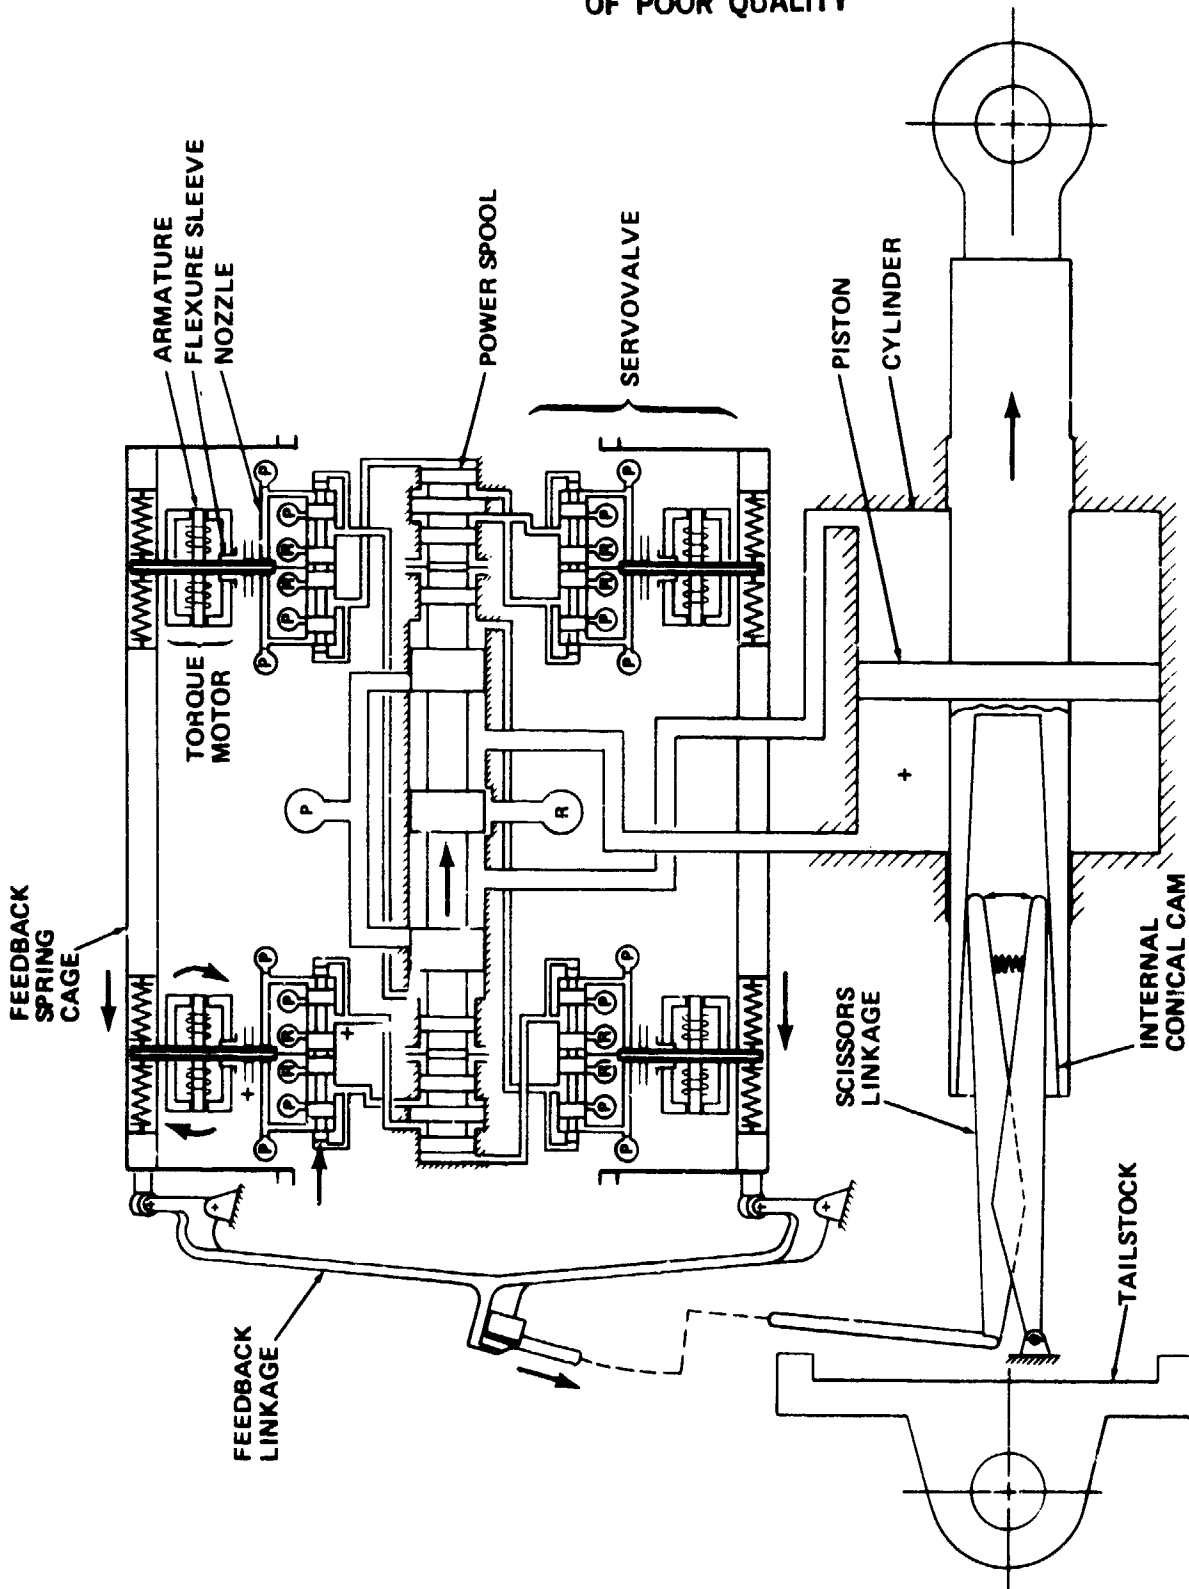 OF POOR QUALITY
ARMATURE
FLEXURE SLEEVE
NOZZLE
POWER SPOOL
SERVOVALVE
PISTON
CYLINDER
TORQUE
MOTOR
FEEDBACK
SPRING
CAGE
P
P
P
R
R
P
P
R
R
P
P
P
P
R
P
P
R
R
P
P
P
P
R
R
P
P
P
P
R
R
P
P
+
+
+
SCISSORS
LINKAGE
INTERNAL
CONICAL CAM
TAILSTOCK
FEEDBACK
LINKAGE